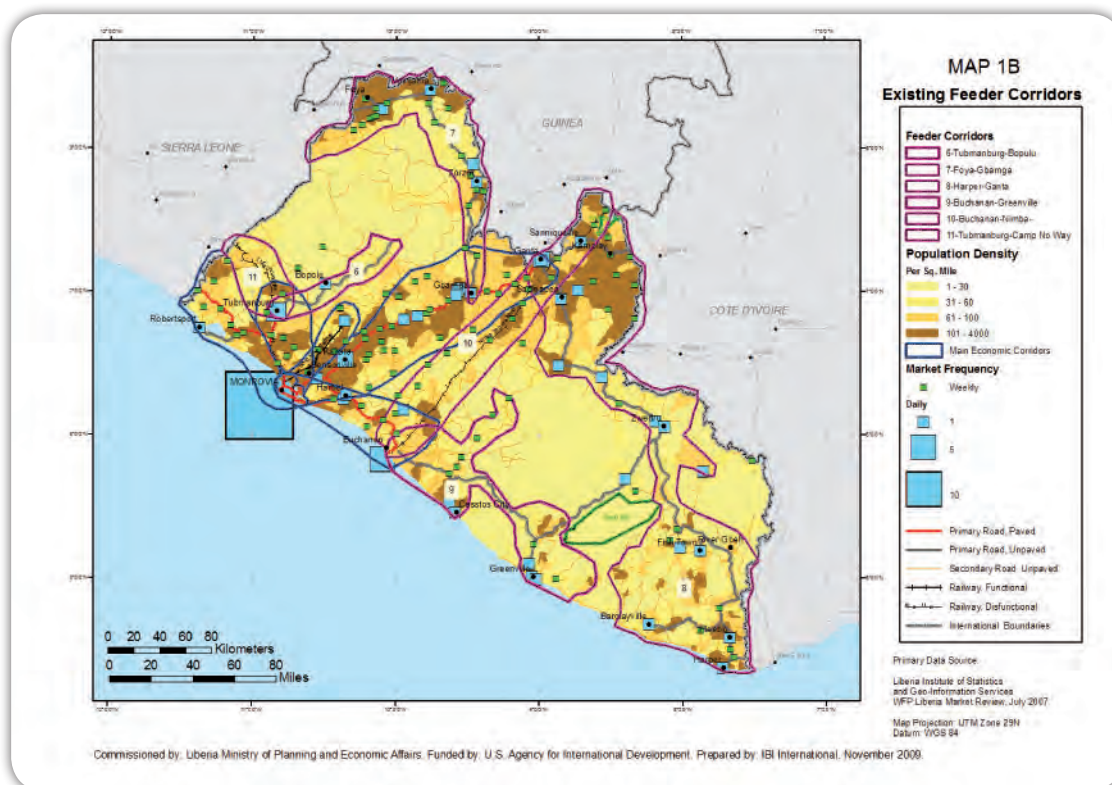 MAP 1B
Existing Feeder Corridors
Feeder Corridors
6-Tubmanburg-Bopulu
7-Foya-Gbarnga
8-Harper-Ganta
9-Buchanan-Greenville
10-Buchanan-Nimba
11-Tubmanburg-Camp No Way
Population Density
Per Sq. Mile
1 - 30
31 - 60
61 - 100
101 - 4000
Main Economic Corridors
Market Frequency
Weekly
Daily
1
5
10
Primary Road, Paved
Primary Road, Unpaved
Secondary Road, Unpaved
Railway, Functional
Railway, Disfunctional
International Boundaries
Primary Data Source
Liberia Institute of Statistics
and Geo-Information Services
WFP Liberia Market Review, July 2007
Map Projection: UTM Zone 29N
Datum: WGS 84
SIERRA LEONE
GUINEA
COTE D'IVOIRE
Foya
7
Zorzor
Sanniquellie
Ganta
11
6
Bopolu
Tubmanburg
Robertsport
10
MONROVIA
Buchanan
Zwedru
9
Cesstos City
Greenville
River Gbeh
8
Barclayville
Harper
0 20 40 60 80
Kilometers
0 20 40 60 80
Miles
Commissioned by: Liberia Ministry of Planning and Economic Affairs. Funded by: U.S. Agency for International Development. Prepared by: IBI International. November 2009.